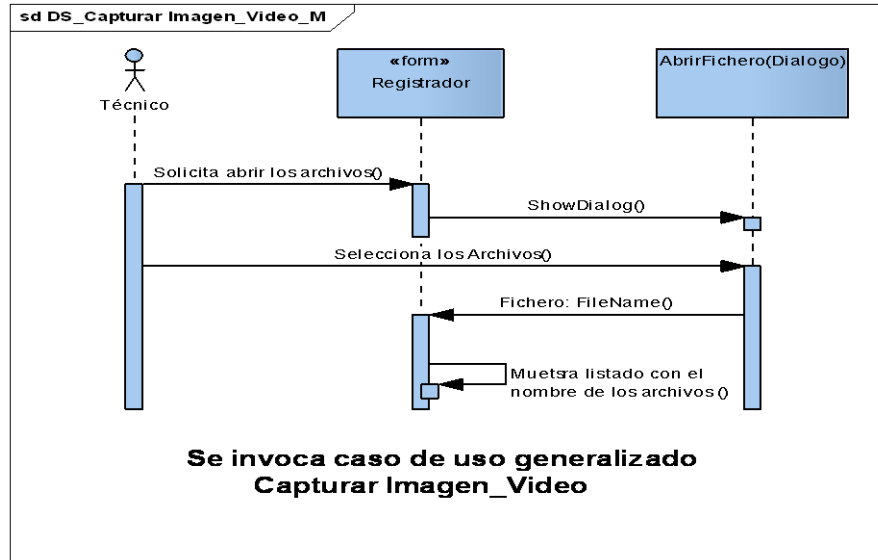 sd DS_Capturar Imagen_Video_M
Técnico
«form»
Registrador
AbrirFichero(Dialogo)
Solicita abrir los archivos()
ShowDialog()
Selecciona los Archivos()
Fichero: FileName()
Muetsra listado con el
nombre de los archivos ()
Se invoca caso de uso generalizado
Capturar Imagen_Video